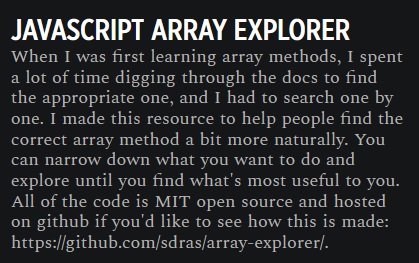 JAVASCRIPT ARRAY EXPLORER
When I was first learning array methods, I spent
a lot of time digging through the docs to find
the appropriate one, and I had to search one by
one. I made this resource to help people find the
correct array method a bit more naturally. You
can narrow down what you want to do and
explore until you find what's most useful to you.
All of the code is MIT open source and hosted
on github if you'd like to see how this is made:
https://github.com/sdras/array-explorer/.